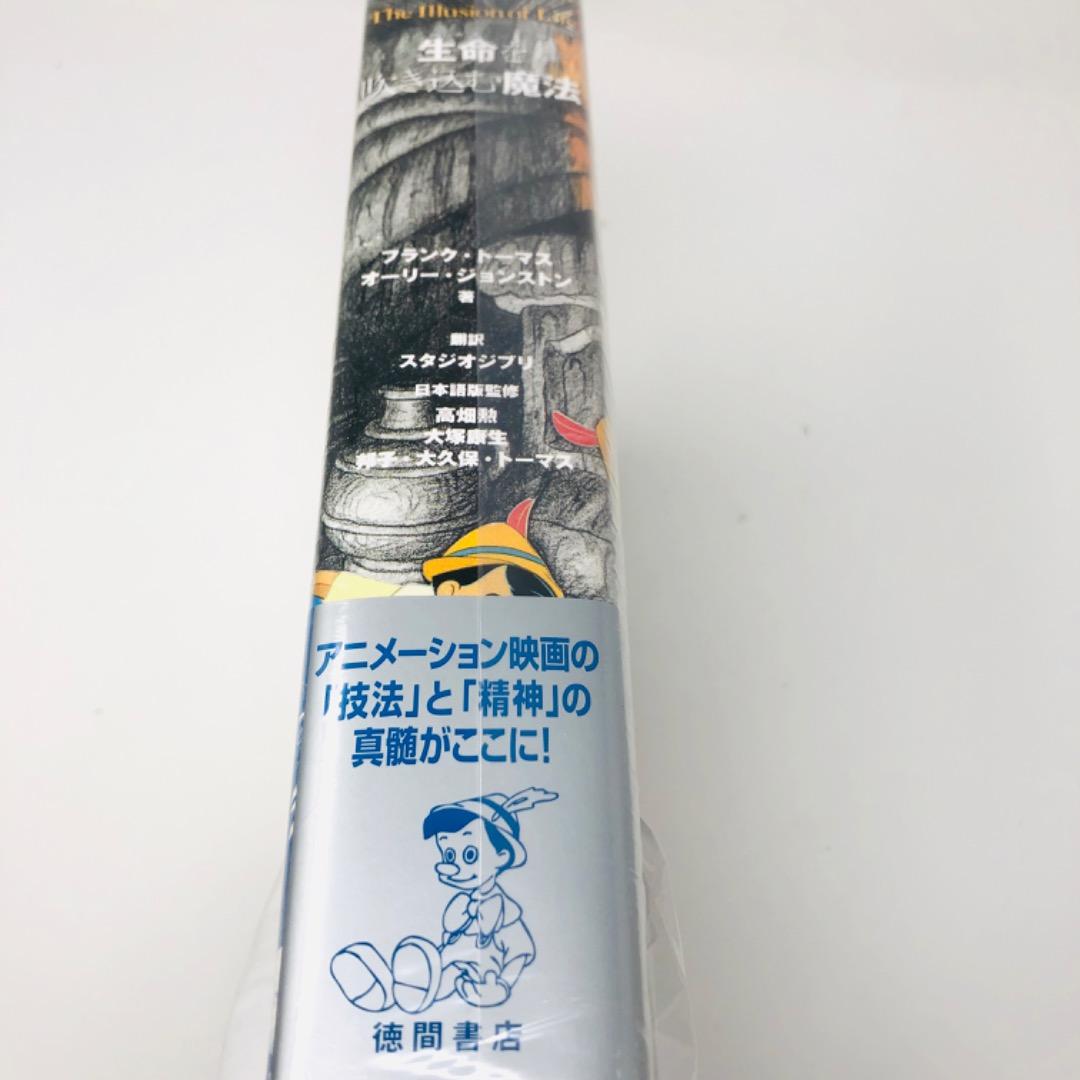 The Illusion of Life
生命を
吹き込む魔法
フランク・トーマス
オーリー・ジョンストン
著
翻訳
スタジオジブリ
日本語版監修
高畑勲
大塚康生
邦子・大久保・トーマス
アニメーション映画の
「技法」と「精神」の
真髄がここに!
徳間書店